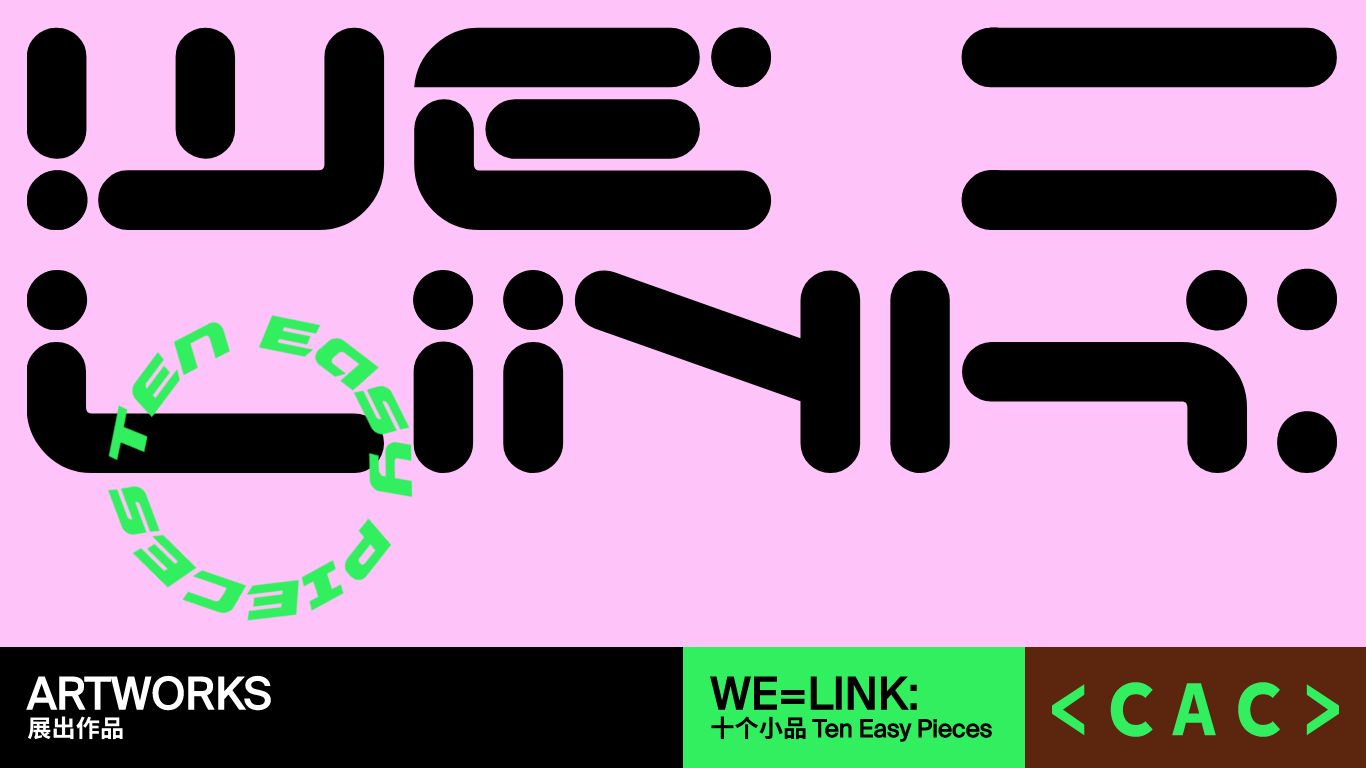 WE=
LINK:
TEN EASY PIECES
ARTWORKS
展出作品
WE=LINK:
十个小品 Ten Easy Pieces
<CAC>